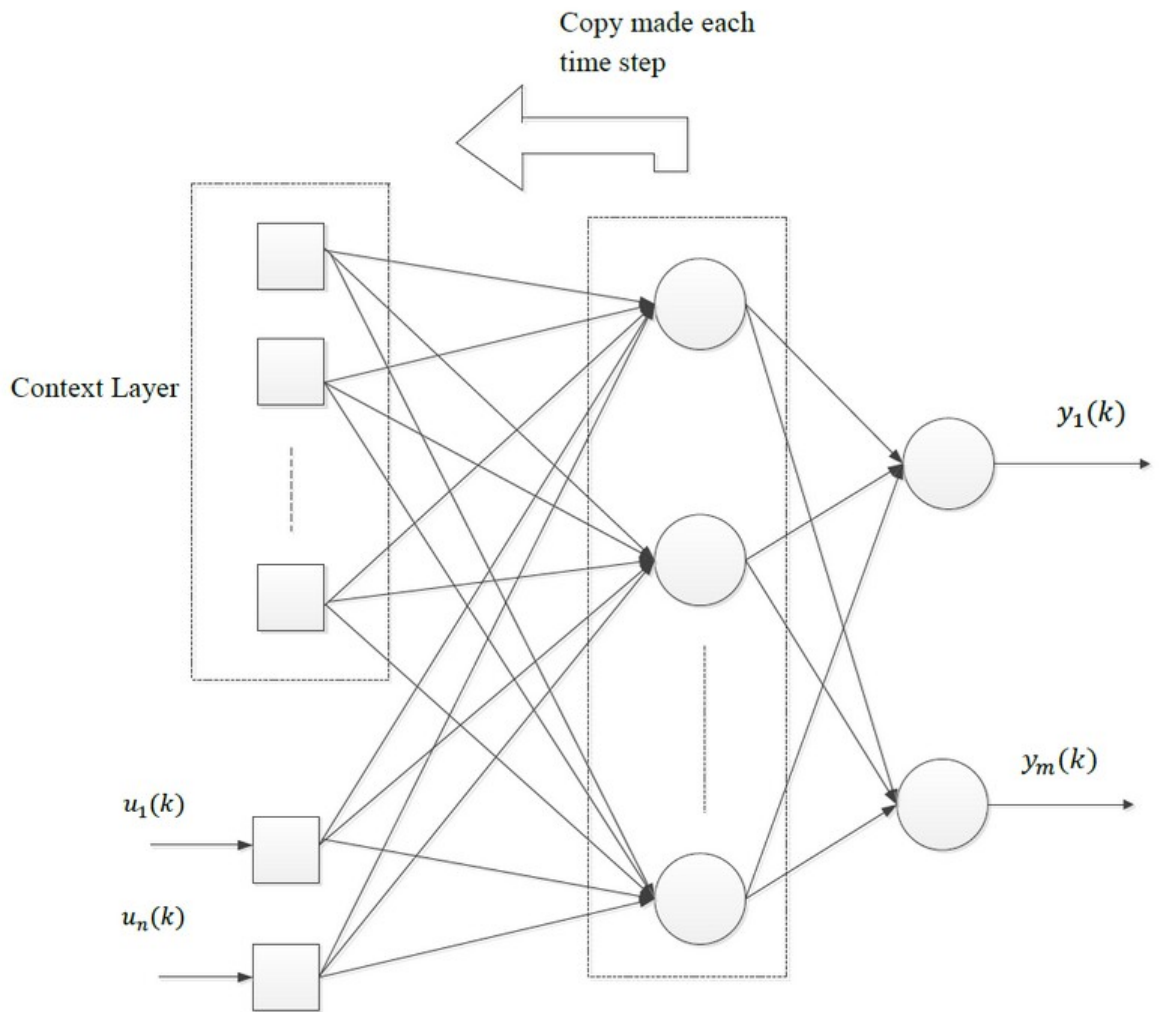 Copy made each
time step
Context Layer
y₁(k)
yₘ(k)
u₁(k)
uₙ(k)